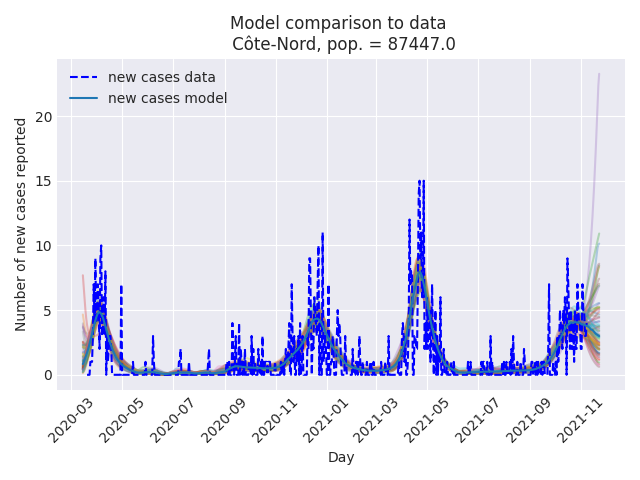 Model comparison to data
Côte-Nord, pop. = 87447.0
new cases data
new cases model
Number of new cases reported
20
15
10
5
0
2020-03
2020-05
2020-07
2020-09
2020-11
2021-01
2021-03
2021-05
2021-07
2021-09
2021-11
Day